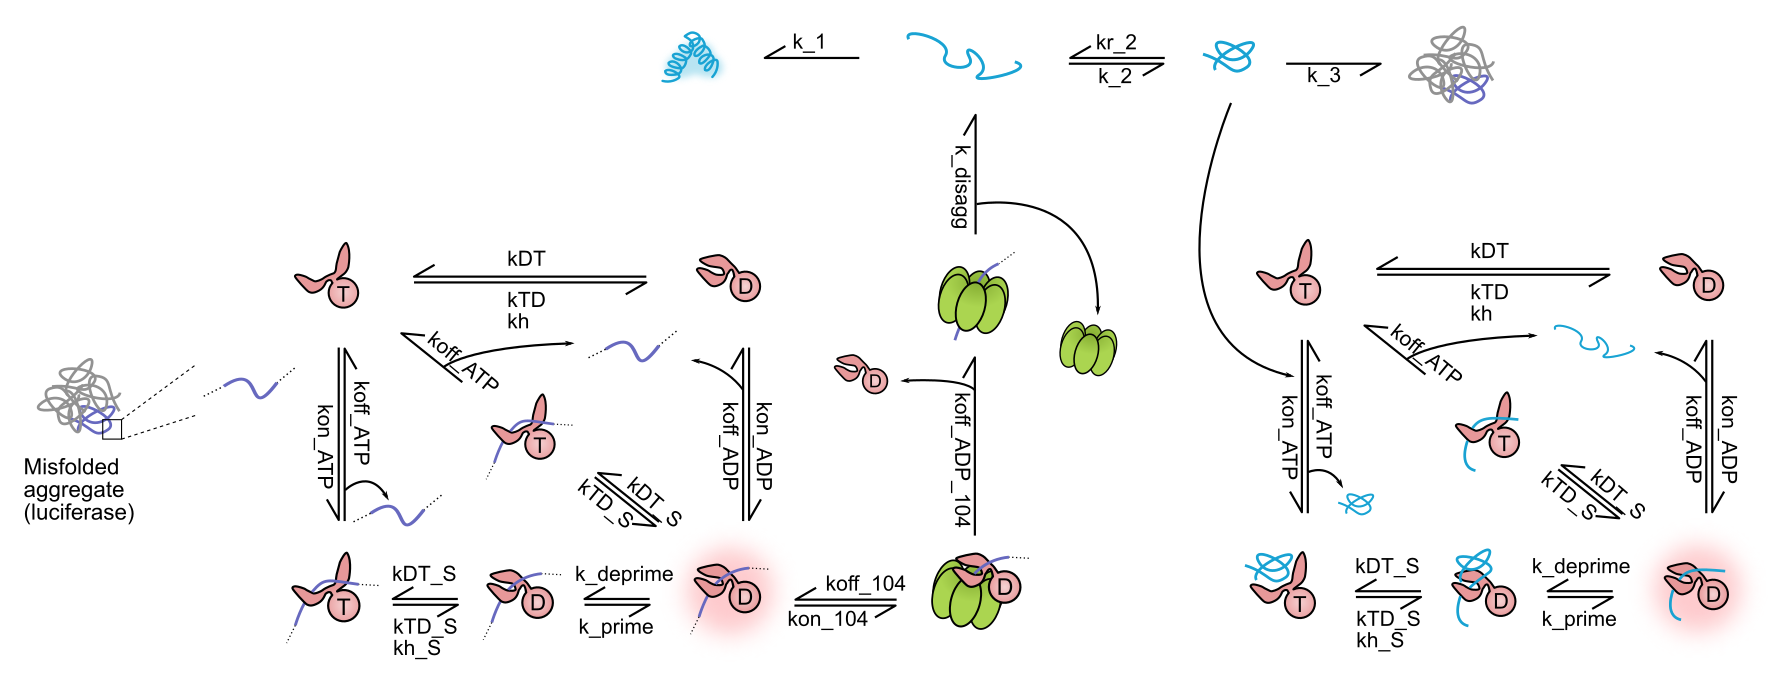 k_1
kr_2
k_2
k_3
k_disagg
kDT
kTD
kh
T
D
koff_ATP
koff_ATP
kon_ATP
T
kDT_S
kTD_S
koff_ADP
kon_ADP
D
koff_ADP_104
Misfolded
aggregate
(luciferase)
T
kDT_S
kTD_S
kh_S
D
k_deprime
k_prime
D
koff_104
kon_104
D
kDT
kTD
kh
T
D
koff_ATP
koff_ATP
kon_ATP
T
kDT_S
kTD_S
koff_ADP
kon_ADP
T
kDT_S
kTD_S
kh_S
D
k_deprime
k_prime
D